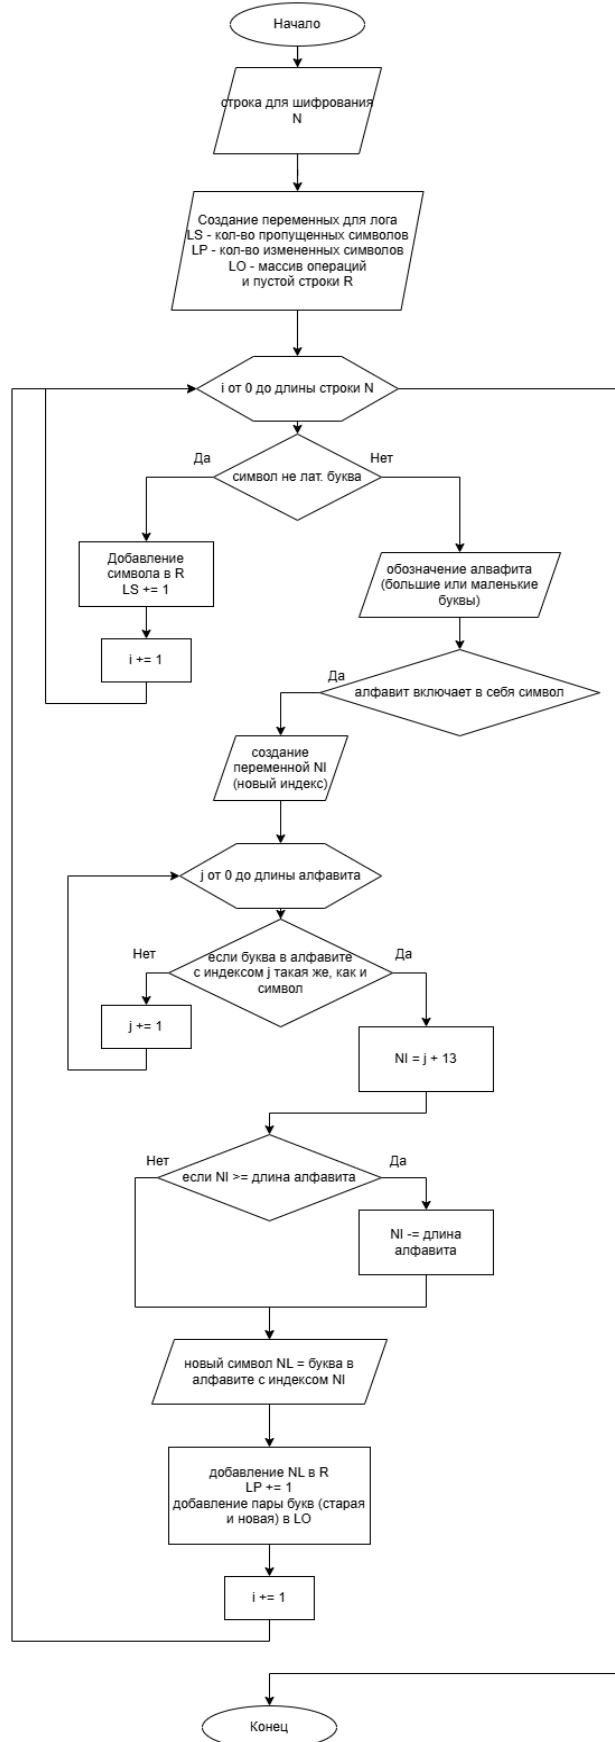 Начало
строка для шифрования
N
Создание переменных для лога
LS - кол-во пропущенных символов
LP - кол-во измененных символов
LO - массив операций
и пустой строки R
i от 0 до длины строки N
Да
Нет
символ не лат. буква
Добавление
символа в R
LS += 1
i += 1
обозначение алвафита
(большие или маленькие
буквы)
Да
алфавит включает в себя символ
создание
переменной NI
(новый индекс)
j от 0 до длины алфавита
Нет
Да
если буква в алфавите
с индексом j такая же, как и
символ
j += 1
NI = j + 13
Нет
Да
если NI >= длина алфавита
NI -= длина
алфавита
новый символ NL = буква в
алфавите с индексом NI
добавление NL в R
LP += 1
добавление пары букв (старая
и новая) в LO
i += 1
Конец